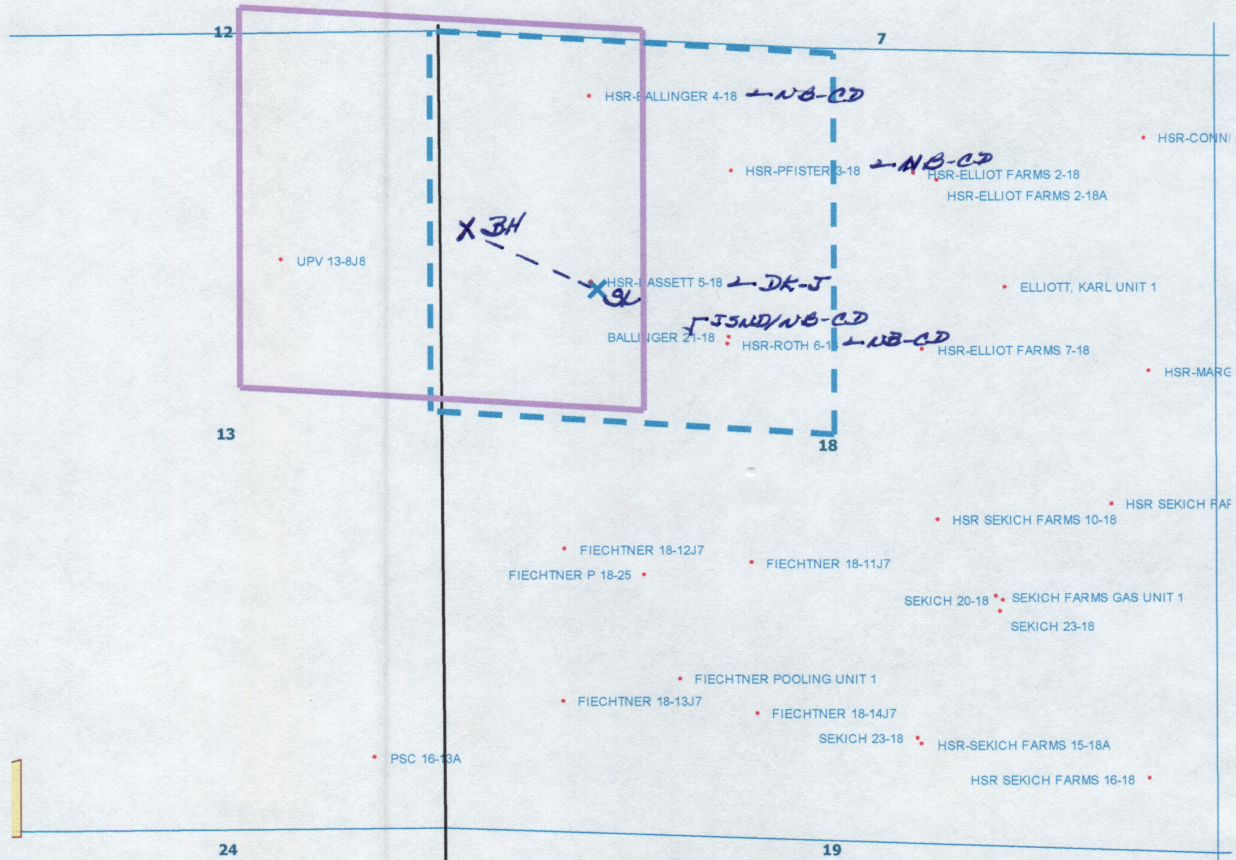 12
7
HSR-BALLINGER 4-18 ← NB-CD
HSR-CONN
HSR-PFISTER 3-18 ← NB-CD
HSR-ELLIOT FARMS 2-18
HSR-ELLIOT FARMS 2-18A
X BH
UPV 13-8J8
HSR-BASSETT 5-18 ← DK-J
ELLIOTT, KARL UNIT 1
X SL
JSND/NB-CD
BALLINGER 21-18
HSR-ROTH 6-1 ← NB-CD
HSR-ELLIOT FARMS 7-18
HSR-MARG
13
18
HSR SEKICH FAR
HSR SEKICH FARMS 10-18
FIECHTNER 18-12J7
FIECHTNER 18-11J7
FIECHTNER P 18-25
SEKICH 20-18
SEKICH FARMS GAS UNIT 1
SEKICH 23-18
FIECHTNER POOLING UNIT 1
FIECHTNER 18-13J7
FIECHTNER 18-14J7
SEKICH 23-18
HSR-SEKICH FARMS 15-18A
PSC 16-13A
HSR SEKICH FARMS 16-18
24
19